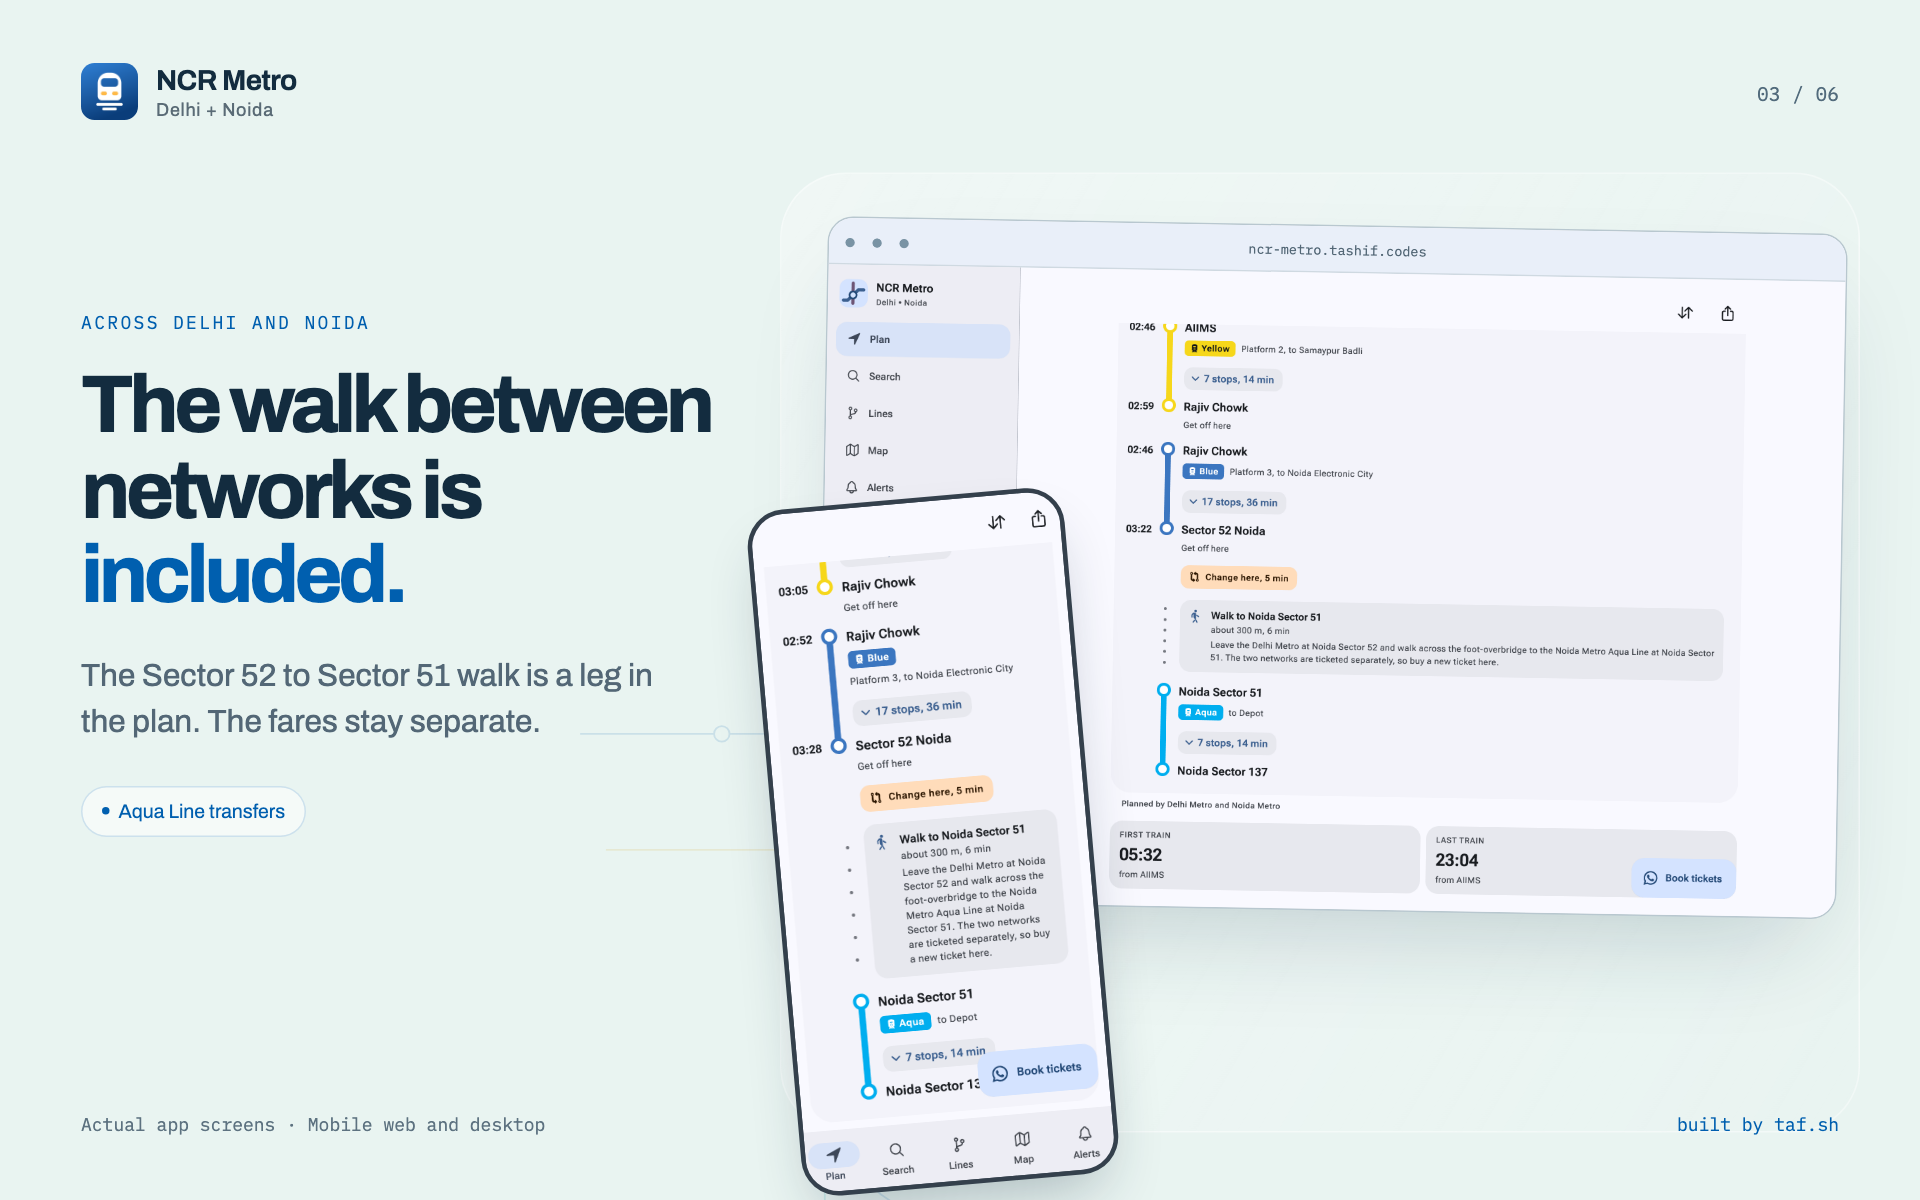 NCR Metro
Delhi + Noida
03 / 06
ACROSS DELHI AND NOIDA
The walk between
networks is
included.
The Sector 52 to Sector 51 walk is a leg in
the plan. The fares stay separate.
Aqua Line transfers
ncr-metro.tashif.codes
NCR Metro
Delhi • Noida
Plan
Search
Lines
Map
Alerts
02:46 AIIMS
Yellow Platform 2, to Samaypur Badli
7 stops, 14 min
02:59 Rajiv Chowk
Get off here
02:46 Rajiv Chowk
Blue Platform 3, to Noida Electronic City
17 stops, 36 min
03:22 Sector 52 Noida
Get off here
Change here, 5 min
Walk to Noida Sector 51
about 300 m, 6 min
Leave the Delhi Metro at Noida Sector 52 and walk across the foot-overbridge to the Noida Metro Aqua Line at Noida Sector
51. The two networks are ticketed separately, so buy a new ticket here.
Noida Sector 51
Aqua to Depot
7 stops, 14 min
Noida Sector 137
Planned by Delhi Metro and Noida Metro
FIRST TRAIN
05:32
from AIIMS
LAST TRAIN
23:04
from AIIMS
Book tickets
03:05 Rajiv Chowk
Get off here
02:52 Rajiv Chowk
Blue
Platform 3, to Noida Electronic City
17 stops, 36 min
03:28 Sector 52 Noida
Get off here
Change here, 5 min
Walk to Noida Sector 51
about 300 m, 6 min
Leave the Delhi Metro at Noida
Sector 52 and walk across the
foot-overbridge to the Noida
Metro Aqua Line at Noida
Sector 51. The two networks
are ticketed separately, so buy
a new ticket here.
Noida Sector 51
Aqua to Depot
7 stops, 14 min
Noida Sector 13
Book tickets
Plan
Search
Lines
Map
Alerts
Actual app screens · Mobile web and desktop
built by taf.sh